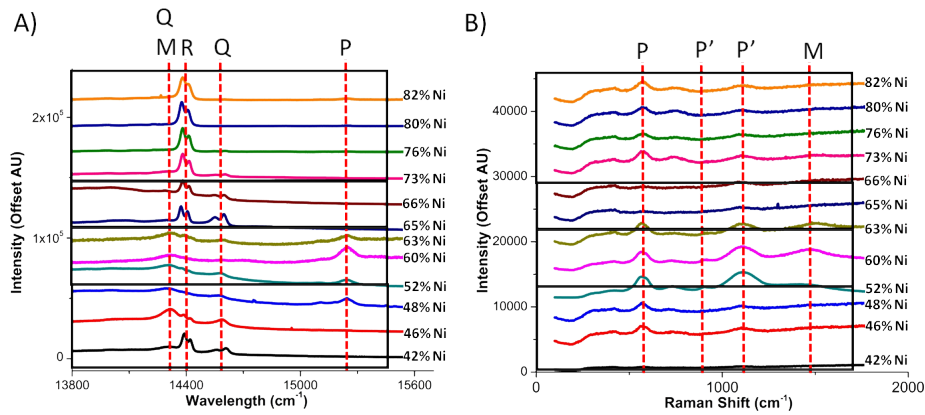 A)
Q
M R Q P
82% Ni
80% Ni
76% Ni
73% Ni
66% Ni
65% Ni
63% Ni
60% Ni
52% Ni
48% Ni
46% Ni
42% Ni
2x10⁵
1x10⁵
0
13800 14400 15000 15600
Wavelength (cm⁻¹)
Intensity (Offset AU)
B)
P P' P' M
82% Ni
80% Ni
76% Ni
73% Ni
66% Ni
65% Ni
63% Ni
60% Ni
52% Ni
48% Ni
46% Ni
42% Ni
40000
30000
20000
10000
0
0 1000 2000
Raman Shift (cm⁻¹)
Intensity (Offset AU)